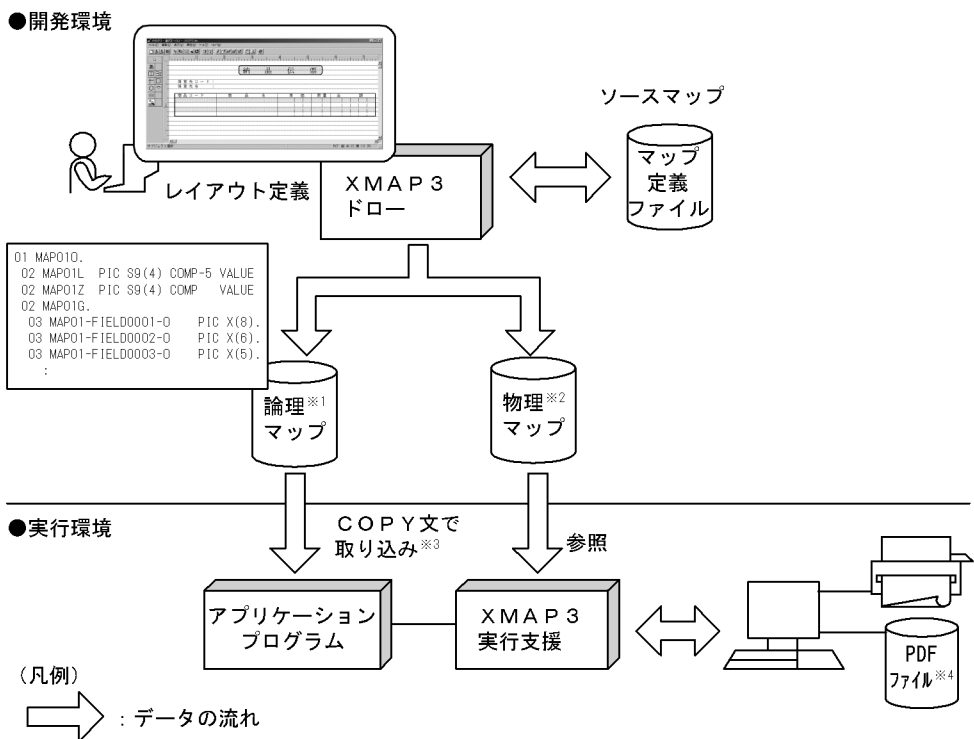 ●開発環境
納 品 伝 票
ソースマップ
マップ
定義
ファイル
レイアウト定義
XMAP3
ドロー
01 MAP01O.
02 MAP01L PIC S9(4) COMP-5 VALUE
02 MAP01Z PIC S9(4) COMP VALUE
02 MAP01G.
03 MAP01-FIELD0001-O PIC X(8).
03 MAP01-FIELD0002-O PIC X(6).
03 MAP01-FIELD0003-O PIC X(5).
:
論理※1
マップ
物理※2
マップ
●実行環境
COPY文で
取り込み※3
参照
アプリケーション
プログラム
XMAP3
実行支援
PDF
ファイル※4
(凡例)
:データの流れ